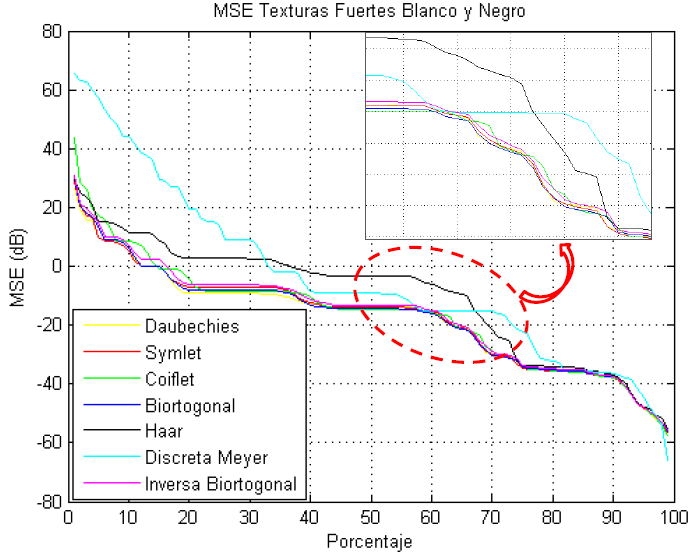 MSE Texturas Fuertes Blanco y Negro
80
60
40
20
0
-20
-40
-60
-80
MSE (dB)
Daubechies
Symlet
Coiflet
Biortogonal
Haar
Discreta Meyer
Inversa Biortogonal
0 10 20 30 40 50 60 70 80 90 100
Porcentaje